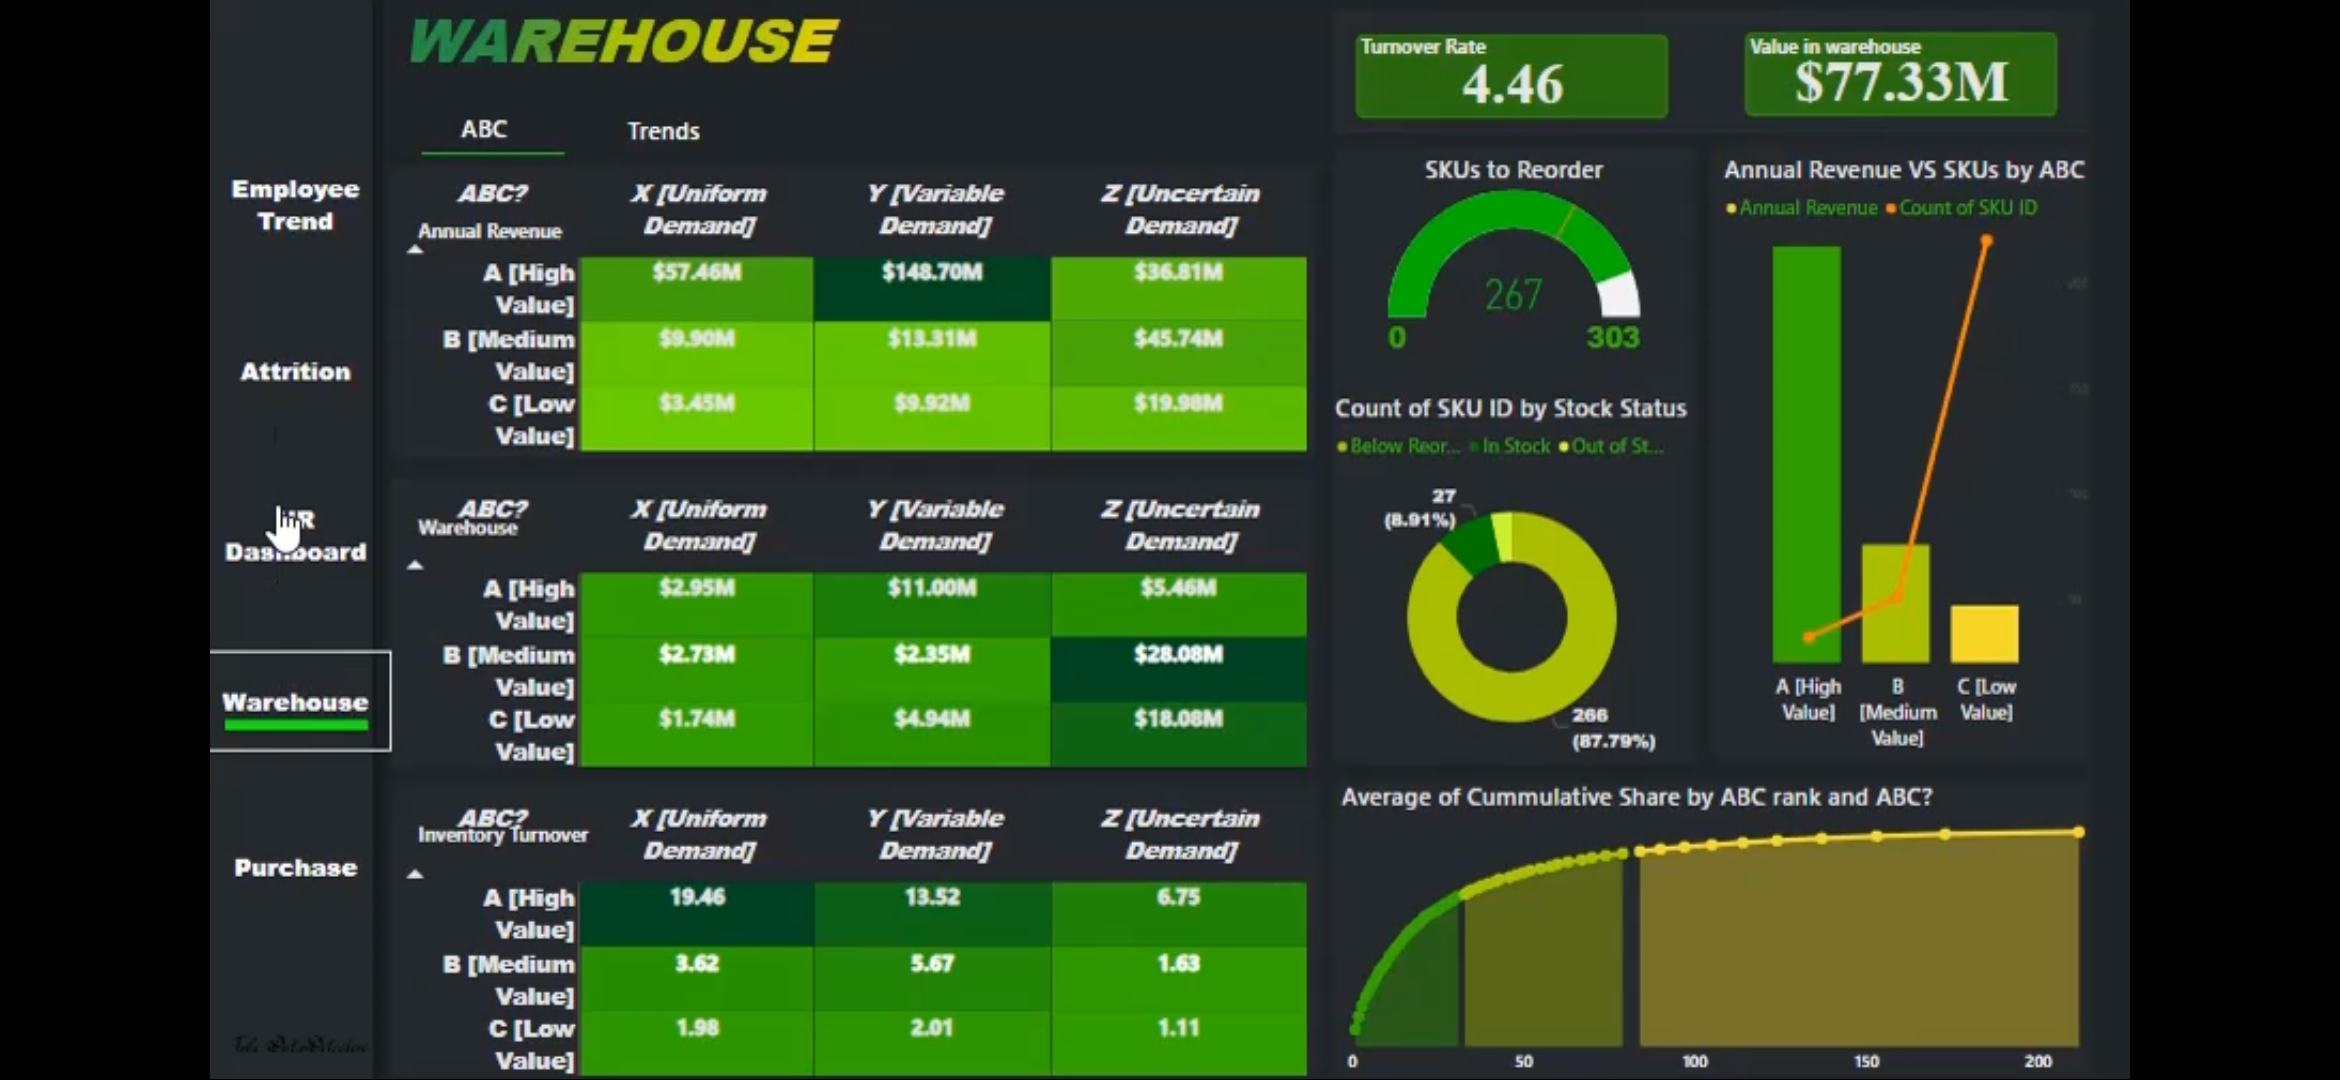 WAREHOUSE
ABC
Trends
Employee
Trend
Attrition
Dashboard
Warehouse
Purchase
Turnover Rate
4.46
Value in warehouse
$77.33M
ABC?
Annual Revenue
X [Uniform
Demand]
Y [Variable
Demand]
Z [Uncertain
Demand]
A [High
Value]
$57.46M
$148.70M
$36.81M
B [Medium
Value]
$9.90M
$13.31M
$45.74M
C [Low
Value]
$3.45M
$9.92M
$19.98M
ABC?
Warehouse
X [Uniform
Demand]
Y [Variable
Demand]
Z [Uncertain
Demand]
A [High
Value]
$2.95M
$11.00M
$5.46M
B [Medium
Value]
$2.73M
$2.35M
$28.08M
C [Low
Value]
$1.74M
$4.94M
$18.08M
ABC?
Inventory Turnover
X [Uniform
Demand]
Y [Variable
Demand]
Z [Uncertain
Demand]
A [High
Value]
19.46
13.52
6.75
B [Medium
Value]
3.62
5.67
1.63
C [Low
Value]
1.98
2.01
1.11
SKUs to Reorder
267
0
303
Count of SKU ID by Stock Status
Below Reor...
In Stock
Out of St...
27
(8.91%)
266
(87.79%)
Annual Revenue VS SKUs by ABC
Annual Revenue
Count of SKU ID
A [High
Value]
B
[Medium
Value]
C [Low
Value]
Average of Cummulative Share by ABC rank and ABC?
0
50
100
150
200